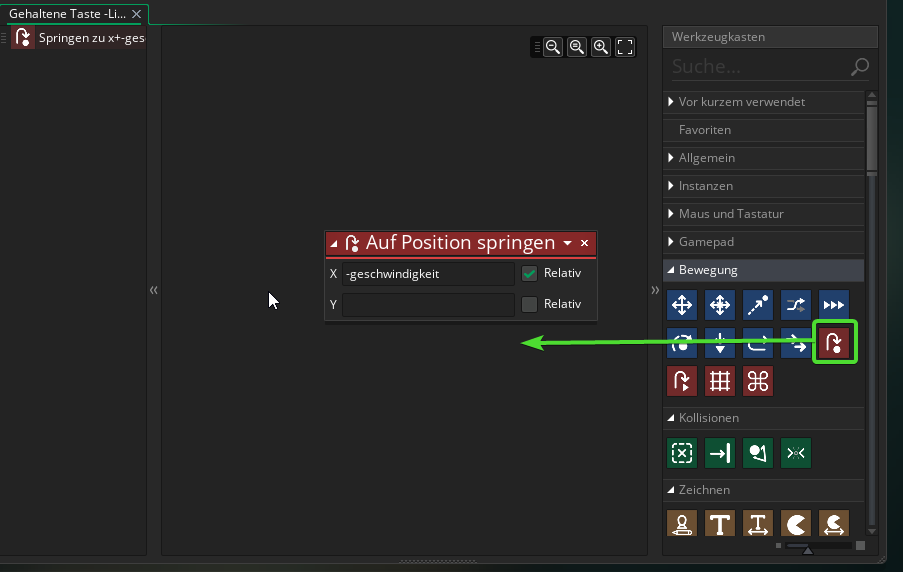 Gehaltene Taste -Li...
Springen zu x+-ges
Auf Position springen
X -geschwindigkeit Relativ
Y Relativ
Werkzeugkasten
Suche...
Vor kurzem verwendet
Favoriten
Allgemein
Instanzen
Maus und Tastatur
Gamepad
Bewegung
Kollisionen
Zeichnen